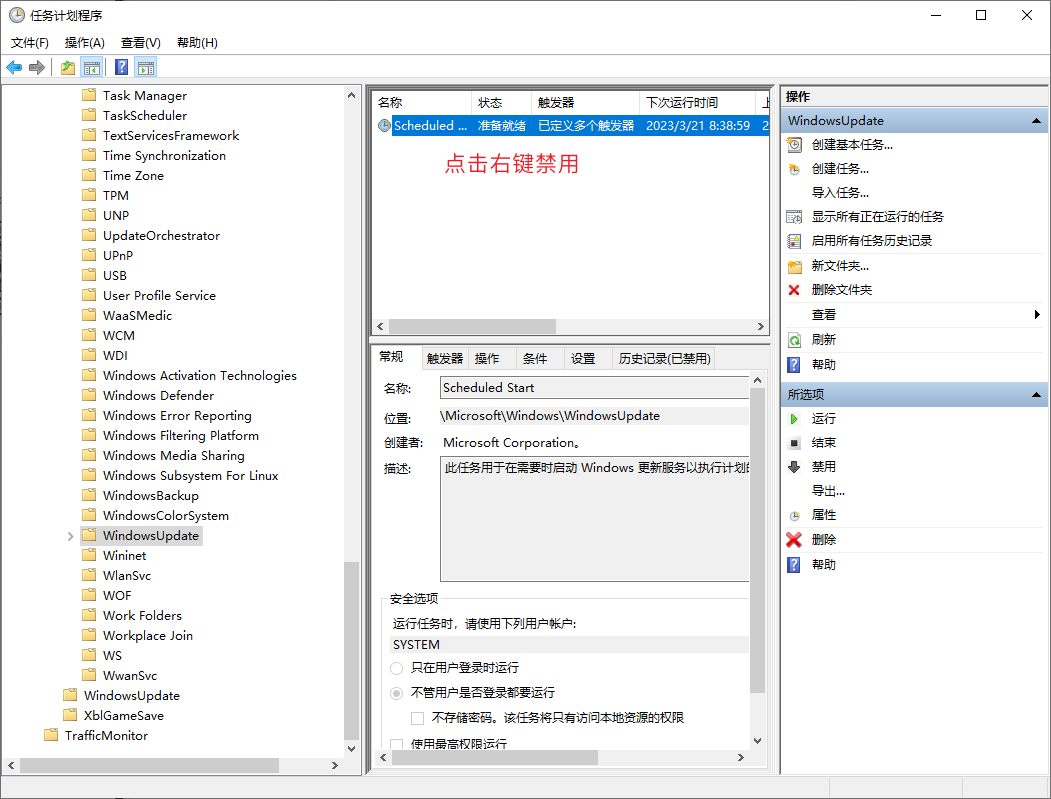 任务计划程序
文件(F) 操作(A) 查看(V) 帮助(H)
Task Manager
TaskScheduler
TextServicesFramework
Time Synchronization
Time Zone
TPM
UNP
UpdateOrchestrator
UPnP
USB
User Profile Service
WaaSMedic
WCM
WDI
Windows Activation Technologies
Windows Defender
Windows Error Reporting
Windows Filtering Platform
Windows Media Sharing
Windows Subsystem For Linux
WindowsBackup
WindowsColorSystem
WindowsUpdate
Wininet
WlanSvc
WOF
Work Folders
Workplace Join
WS
WwanSvc
WindowsUpdate
XblGameSave
TrafficMonitor
名称 状态 触发器 下次运行时间 上
Scheduled ... 准备就绪 已定义多个触发器 2023/3/21 8:38:59 2
点击右键禁用
常规 触发器 操作 条件 设置 历史记录(已禁用)
名称: Scheduled Start
位置: \Microsoft\Windows\WindowsUpdate
创建者: Microsoft Corporation。
描述: 此任务用于在需要时启动 Windows 更新服务以执行计划
安全选项
运行任务时，请使用下列用户帐户:
SYSTEM
只在用户登录时运行
不管用户是否登录都要运行
不存储密码。该任务将只有访问本地资源的权限
使用最高权限运行
操作
WindowsUpdate
创建基本任务...
创建任务...
导入任务...
显示所有正在运行的任务
启用所有任务历史记录
新文件夹...
删除文件夹
查看
刷新
帮助
所选项
运行
结束
禁用
导出...
属性
删除
帮助